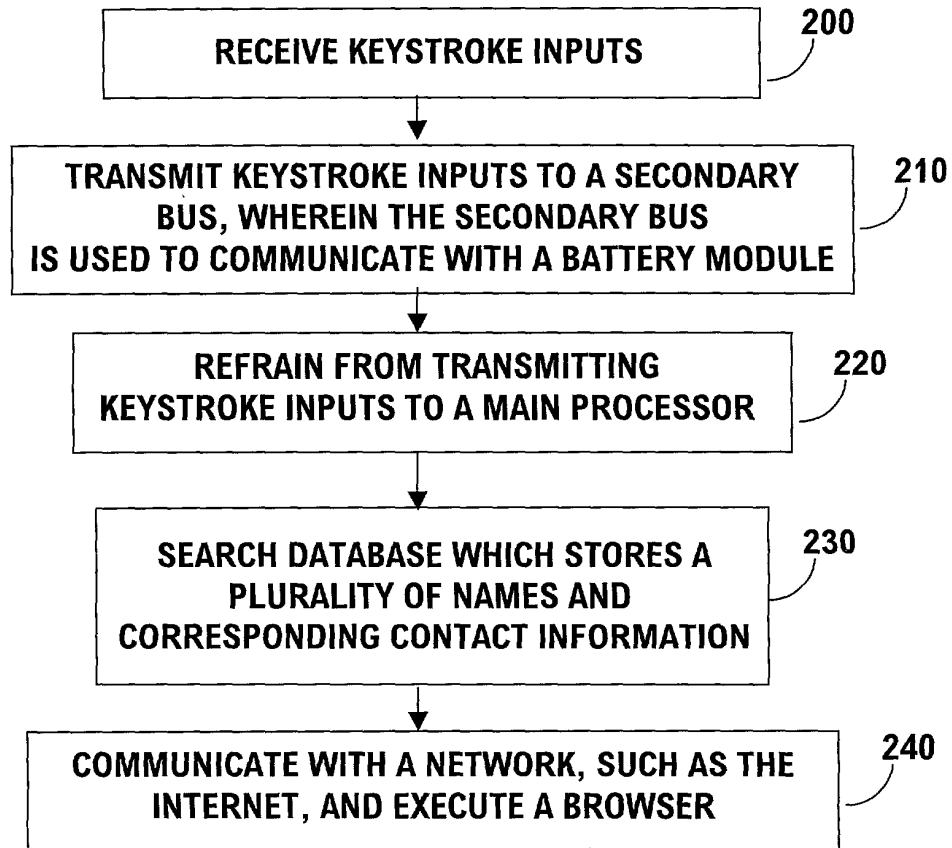 RECEIVE KEYSTROKE INPUTS
200
TRANSMIT KEYSTROKE INPUTS TO A SECONDARY
BUS, WHEREIN THE SECONDARY BUS
IS USED TO COMMUNICATE WITH A BATTERY MODULE
210
REFRAIN FROM TRANSMITTING
KEYSTROKE INPUTS TO A MAIN PROCESSOR
220
SEARCH DATABASE WHICH STORES A
PLURALITY OF NAMES AND
CORRESPONDING CONTACT INFORMATION
230
COMMUNICATE WITH A NETWORK, SUCH AS THE
INTERNET, AND EXECUTE A BROWSER
240